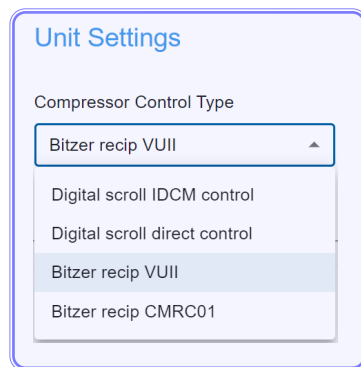 Unit Settings
Compressor Control Type
Bitzer recip VUII
Digital scroll IDCM control
Digital scroll direct control
Bitzer recip VUII
Bitzer recip CMRC01